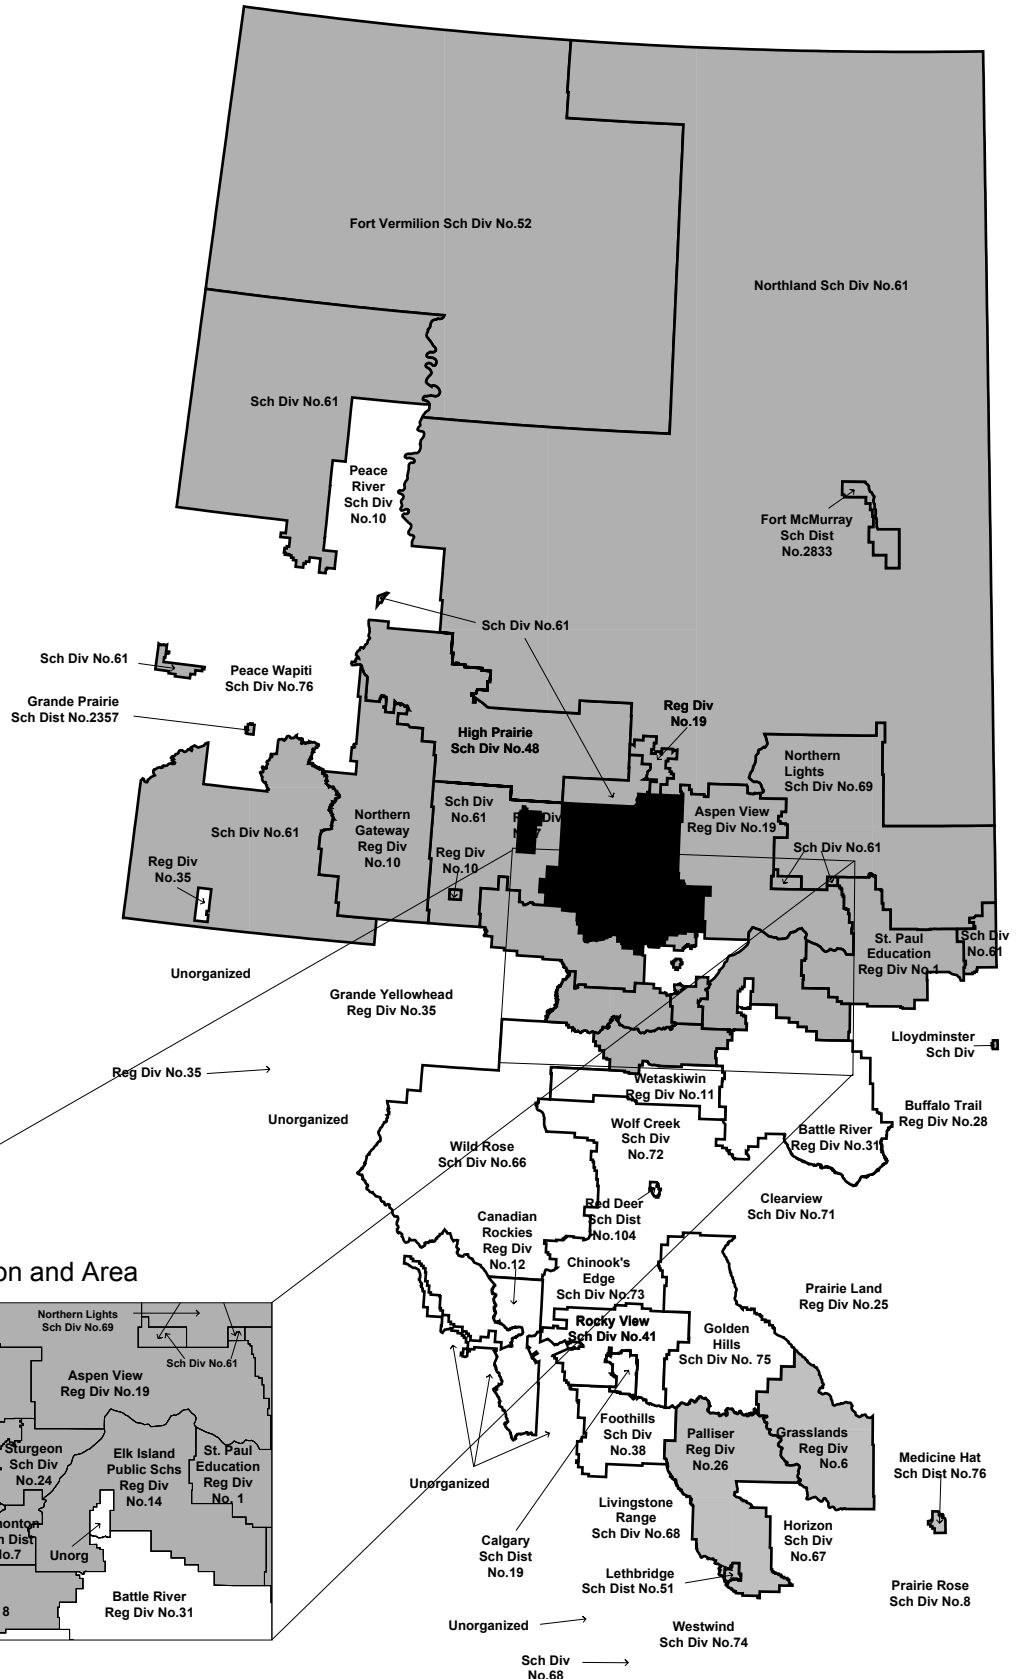 Fort Vermilion Sch Div No.52
Northland Sch Div No.61
Sch Div No.61
Peace
River
Sch Div
No.10
Fort McMurray
Sch Dist
No.2833
Sch Div No.61
Sch Div No.61
Peace Wapiti
Sch Div No.76
Grande Prairie
Sch Dist No.2357
Reg Div
No.19
High Prairie
Sch Div No.48
Northern
Lights
Sch Div No.69
Sch Div
No.61
Div
Aspen View
Reg Div No.19
Northern
Gateway
Reg Div
No.10
Sch Div No.61
Sch Div No.61
Reg Div
No.10
Reg Div
No.35
St. Paul
Education
Reg Div No.1
Sch Div
No.61
Unorganized
Grande Yellowhead
Reg Div No.35
Lloydminster
Sch Div
Reg Div No.35
Wetaskiwin
Reg Div No.11
Buffalo Trail
Reg Div No.28
Unorganized
Wolf Creek
Sch Div
No.72
Battle River
Reg Div No.31
Wild Rose
Sch Div No.66
Red Deer
Sch Dist
No.104
Clearview
Sch Div No.71
Canadian
Rockies
Reg Div
No.12
Chinook's
Edge
Sch Div No.73
on and Area
Prairie Land
Reg Div No.25
Northern Lights
Sch Div No.69
Rocky View
Sch Div No.41
Golden
Hills
Sch Div No. 75
Sch Div No.61
Aspen View
Reg Div No.19
Foothills
Sch Div
No.38
Palliser
Reg Div
No.26
Grasslands
Reg Div
No.6
Sturgeon
Sch Div
No.24
Elk Island
Public Schs
Reg Div
No.14
St. Paul
Education
Reg Div
No. 1
Medicine Hat
Sch Dist No.76
Unorganized
Livingstone
Range
Sch Div No.68
monton
h Dist
No.7
Unorg
Horizon
Sch Div
No.67
Calgary
Sch Dist
No.19
Lethbridge
Sch Dist No.51
Prairie Rose
Sch Div No.8
Battle River
Reg Div No.31
8
Unorganized
Westwind
Sch Div No.74
Sch Div
No.68